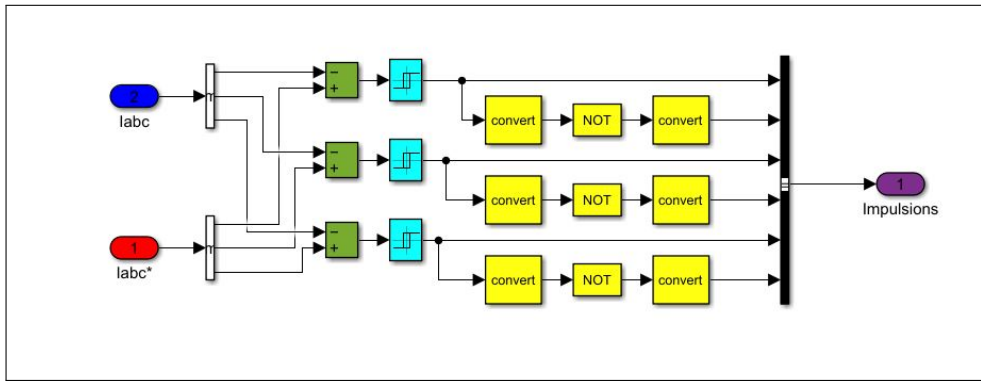 2
Iabc
1
Iabc*
−
+
−
+
−
+
convert
NOT
convert
convert
NOT
convert
convert
NOT
convert
1
Impulsions